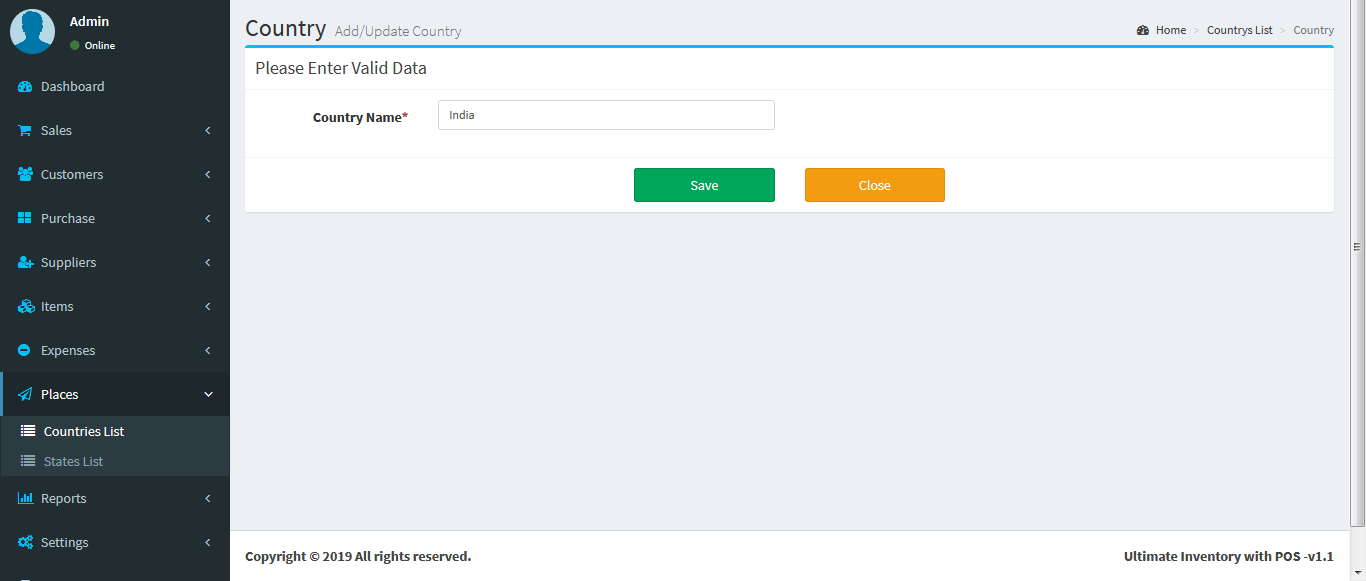 Admin
Online
Dashboard
Sales
Customers
Purchase
Suppliers
Items
Expenses
Places
Countries List
States List
Reports
Settings
Country Add/Update Country
Home > Countrys List > Country
Please Enter Valid Data
Country Name* India
Save Close
Copyright © 2019 All rights reserved. Ultimate Inventory with POS -v1.1